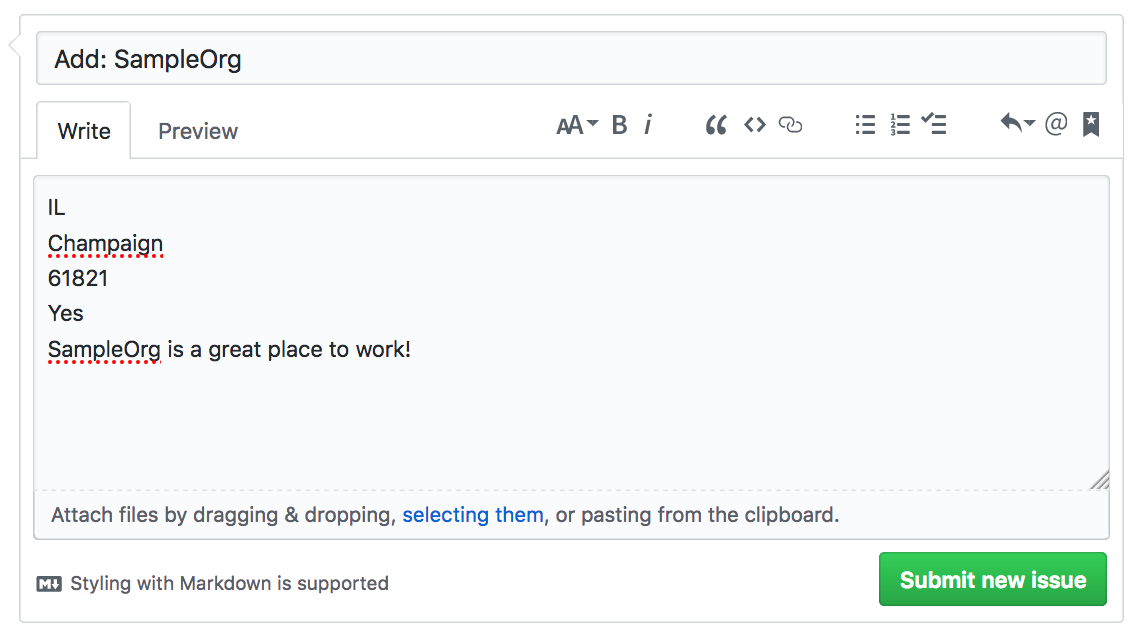 Add: SampleOrg
Write Preview AA B i “ <> @
IL
Champaign
61821
Yes
SampleOrg is a great place to work!
Attach files by dragging & dropping, selecting them, or pasting from the clipboard.
M Styling with Markdown is supported
Submit new issue